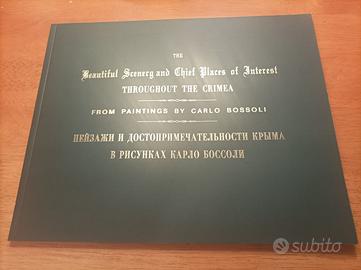 THE
Beautiful Scenery and Chief Places of Interest
THROUGHOUT THE CRIMEA
FROM PAINTINGS BY CARLO BOSSOLI
ПЕЙЗАЖИ И ДОСТОПРИМЕЧАТЕЛЬНОСТИ КРЫМА
В РИСУНКАХ КАРЛО БОССОЛИ
subito